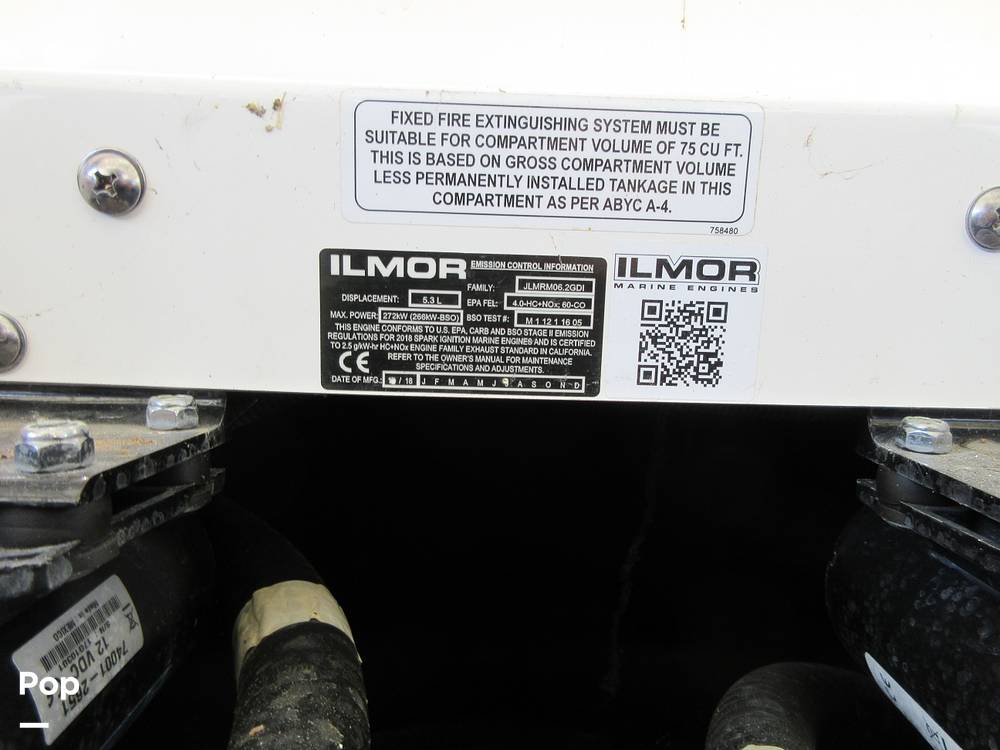 FIXED FIRE EXTINGUISHING SYSTEM MUST BE
SUITABLE FOR COMPARTMENT VOLUME OF 75 CU FT.
THIS IS BASED ON GROSS COMPARTMENT VOLUME
LESS PERMANENTLY INSTALLED TANKAGE IN THIS
COMPARTMENT AS PER ABYC A-4.
758480
ILMOR EMISSION CONTROL INFORMATION
FAMILY: JLMRM06.2GDI
DISPLACEMENT: 5.3 L EPA FEL: 4.0-HC+NOx; 60-CO
MAX. POWER: 272kW (266kW-BSO) BSO TEST#: M 1 12 1 16 05
THIS ENGINE CONFORMS TO U.S. EPA, CARB AND BSO STAGE II EMISSION
REGULATIONS FOR 2018 SPARK IGNITION MARINE ENGINES AND IS CERTIFIED
TO 2.5 g/kW-hr HC+NOx ENGINE FAMILY EXHAUST STANDARD IN CALIFORNIA.
CE REFER TO THE OWNER'S MANUAL FOR MAINTENANCE
SPECIFICATIONS AND ADJUSTMENTS.
DATE OF MFG.: / 18 J F M A M J A S O N D
ILMOR
MARINE ENGINES
Made in MEXICO
12 VDC
Pop